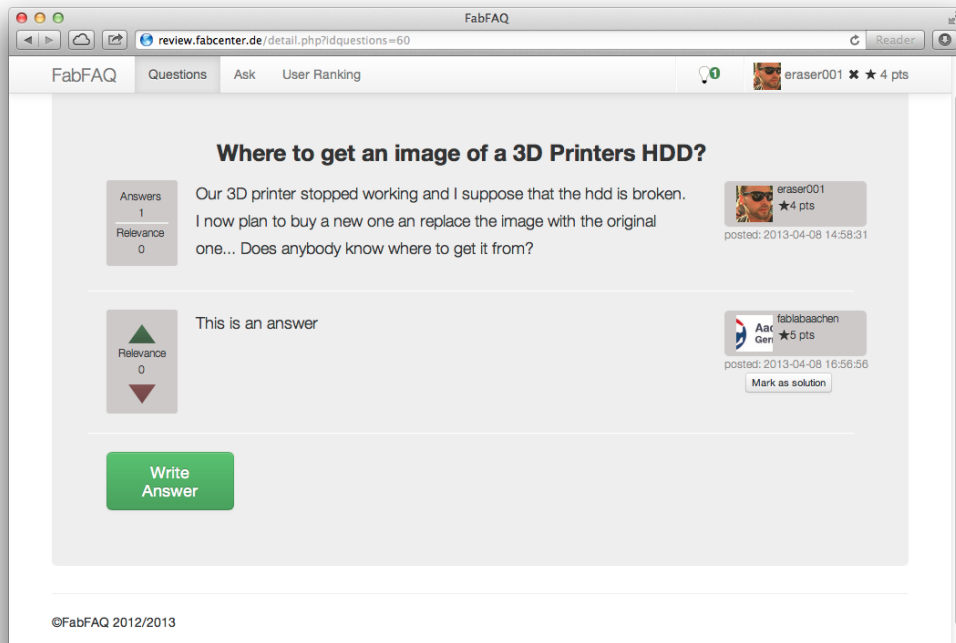 FabFAQ
review.fabcenter.de/detail.php?idquestions=60
Reader
FabFAQ Questions Ask User Ranking 1 eraser001 ✖ ★ 4 pts
Where to get an image of a 3D Printers HDD?
Answers
1
Relevance
0
Our 3D printer stopped working and I suppose that the hdd is broken.
I now plan to buy a new one an replace the image with the original
one... Does anybody know where to get it from?
eraser001
★4 pts
posted: 2013-04-08 14:58:31
Relevance
0
This is an answer
Aac
Gern
fablabaachen
★5 pts
posted: 2013-04-08 16:56:56
Mark as solution
Write
Answer
©FabFAQ 2012/2013